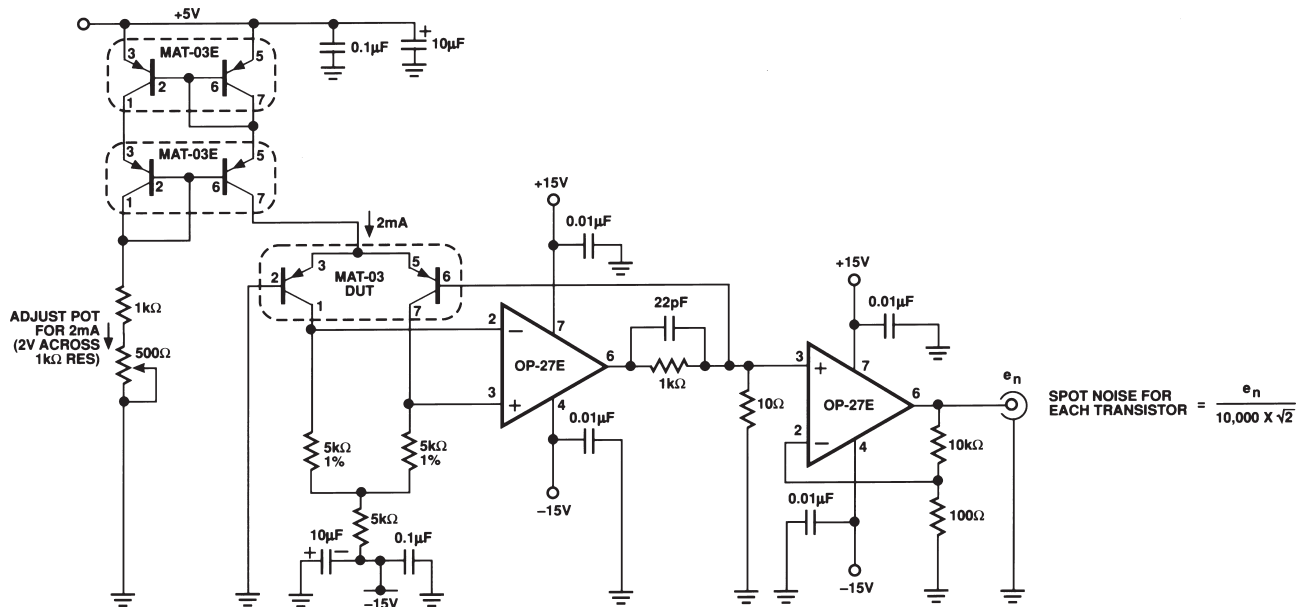 +5V
3
MAT-03E
5
2
6
1
7
0.1µF
+
10µF
3
MAT-03E
5
2
6
1
7
2mA
+15V
0.01µF
2
3
5
6
MAT-03
DUT
1
7
1kΩ
ADJUST POT
FOR 2mA
(2V ACROSS
1kΩ RES)
500Ω
2
−
7
OP-27E
6
3
+
4
22pF
1kΩ
10Ω
0.01µF
−15V
5kΩ
1%
5kΩ
1%
5kΩ
10µF
+
−
0.1µF
−15V
+15V
0.01µF
3
+
7
OP-27E
6
2
−
4
0.01µF
−15V
10kΩ
100Ω
en
SPOT NOISE FOR
EACH TRANSISTOR = en / 10,000 X √2